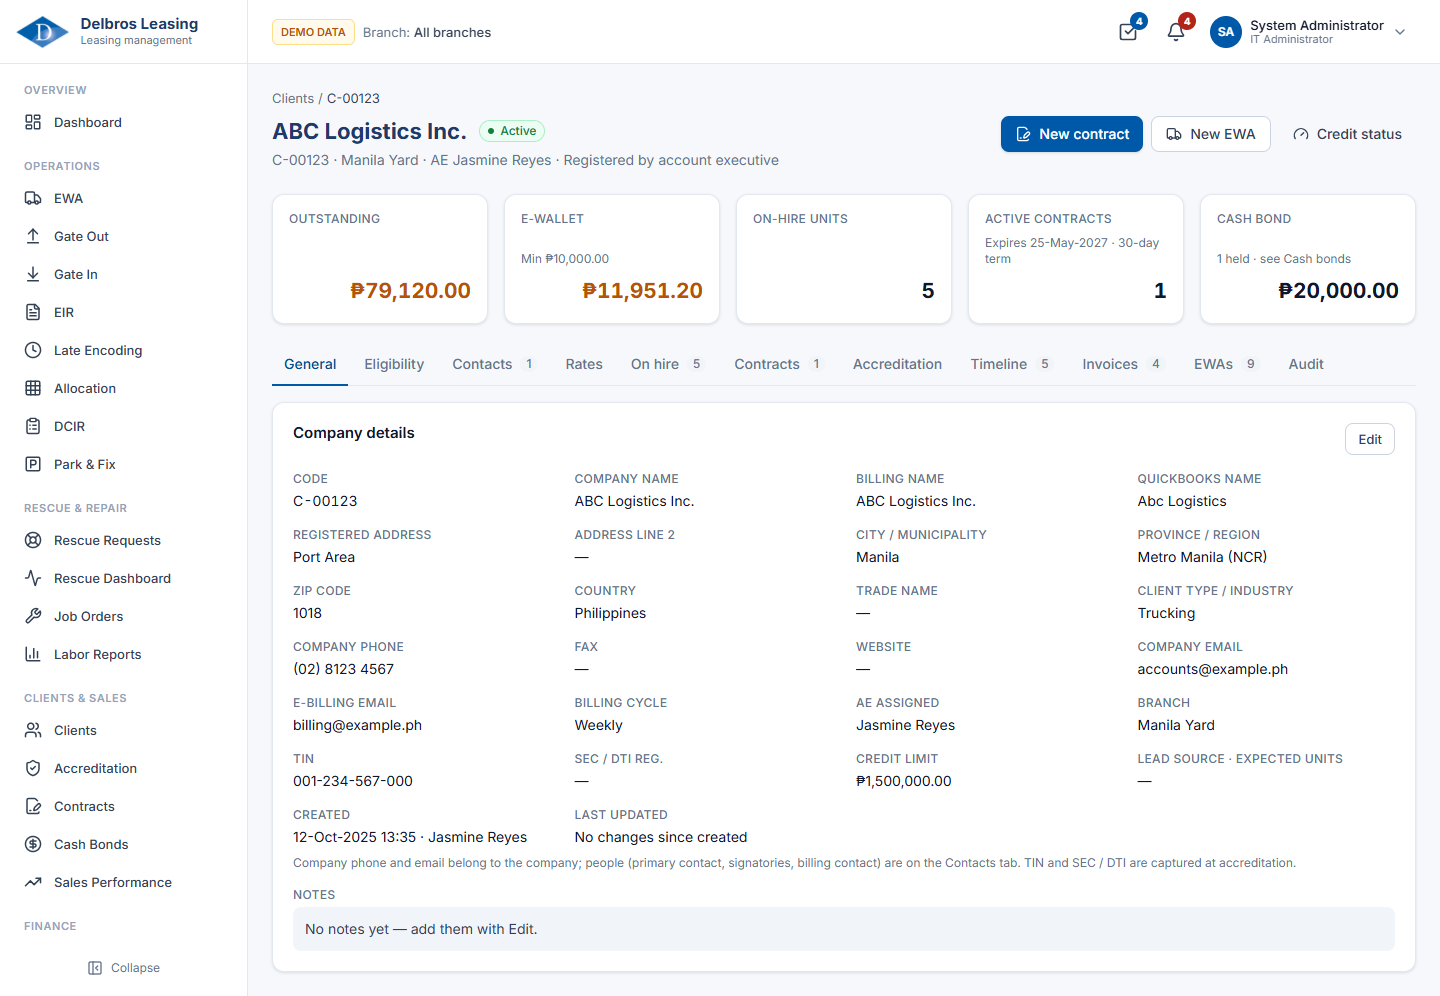 Delbros Leasing
Leasing management
DEMO DATA
Branch: All branches
4
4
SA
System Administrator
IT Administrator
OVERVIEW
Dashboard
OPERATIONS
EWA
Gate Out
Gate In
EIR
Late Encoding
Allocation
DCIR
Park & Fix
RESCUE & REPAIR
Rescue Requests
Rescue Dashboard
Job Orders
Labor Reports
CLIENTS & SALES
Clients
Accreditation
Contracts
Cash Bonds
Sales Performance
FINANCE
Collapse
Clients / C-00123
ABC Logistics Inc.
Active
C-00123 · Manila Yard · AE Jasmine Reyes · Registered by account executive
New contract
New EWA
Credit status
OUTSTANDING
₱79,120.00
E-WALLET
Min ₱10,000.00
₱11,951.20
ON-HIRE UNITS
5
ACTIVE CONTRACTS
Expires 25-May-2027 · 30-day
term
1
CASH BOND
1 held · see Cash bonds
₱20,000.00
General
Eligibility
Contacts 1
Rates
On hire 5
Contracts 1
Accreditation
Timeline 5
Invoices 4
EWAs 9
Audit
Company details
Edit
CODE
C-00123
COMPANY NAME
ABC Logistics Inc.
BILLING NAME
ABC Logistics Inc.
QUICKBOOKS NAME
Abc Logistics
REGISTERED ADDRESS
Port Area
ADDRESS LINE 2
—
CITY / MUNICIPALITY
Manila
PROVINCE / REGION
Metro Manila (NCR)
ZIP CODE
1018
COUNTRY
Philippines
TRADE NAME
—
CLIENT TYPE / INDUSTRY
Trucking
COMPANY PHONE
(02) 8123 4567
FAX
—
WEBSITE
—
COMPANY EMAIL
accounts@example.ph
E-BILLING EMAIL
billing@example.ph
BILLING CYCLE
Weekly
AE ASSIGNED
Jasmine Reyes
BRANCH
Manila Yard
TIN
001-234-567-000
SEC / DTI REG.
—
CREDIT LIMIT
₱1,500,000.00
LEAD SOURCE · EXPECTED UNITS
—
CREATED
12-Oct-2025 13:35 · Jasmine Reyes
LAST UPDATED
No changes since created
Company phone and email belong to the company; people (primary contact, signatories, billing contact) are on the Contacts tab. TIN and SEC / DTI are captured at accreditation.
NOTES
No notes yet — add them with Edit.